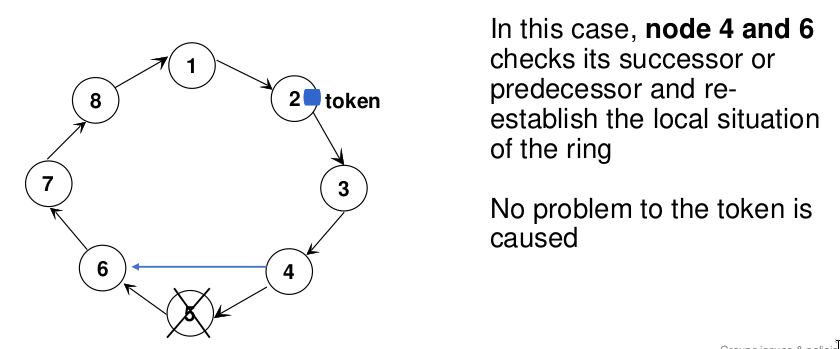 1
2 token
8
3
7
6
4
5
In this case, node 4 and 6
checks its successor or
predecessor and re-
establish the local situation
of the ring
No problem to the token is
caused